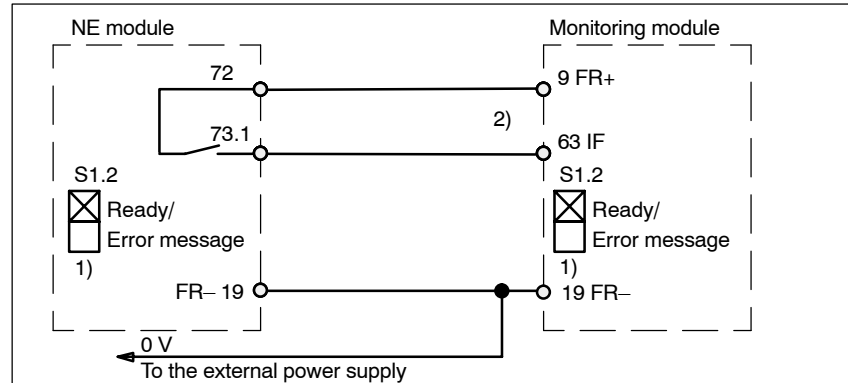 NE module
Monitoring module
72
9 FR+
2)
73.1
63 IF
S1.2
Ready/
Error message
1)
S1.2
Ready/
Error message
1)
FR– 19
19 FR–
0 V
To the external power supply